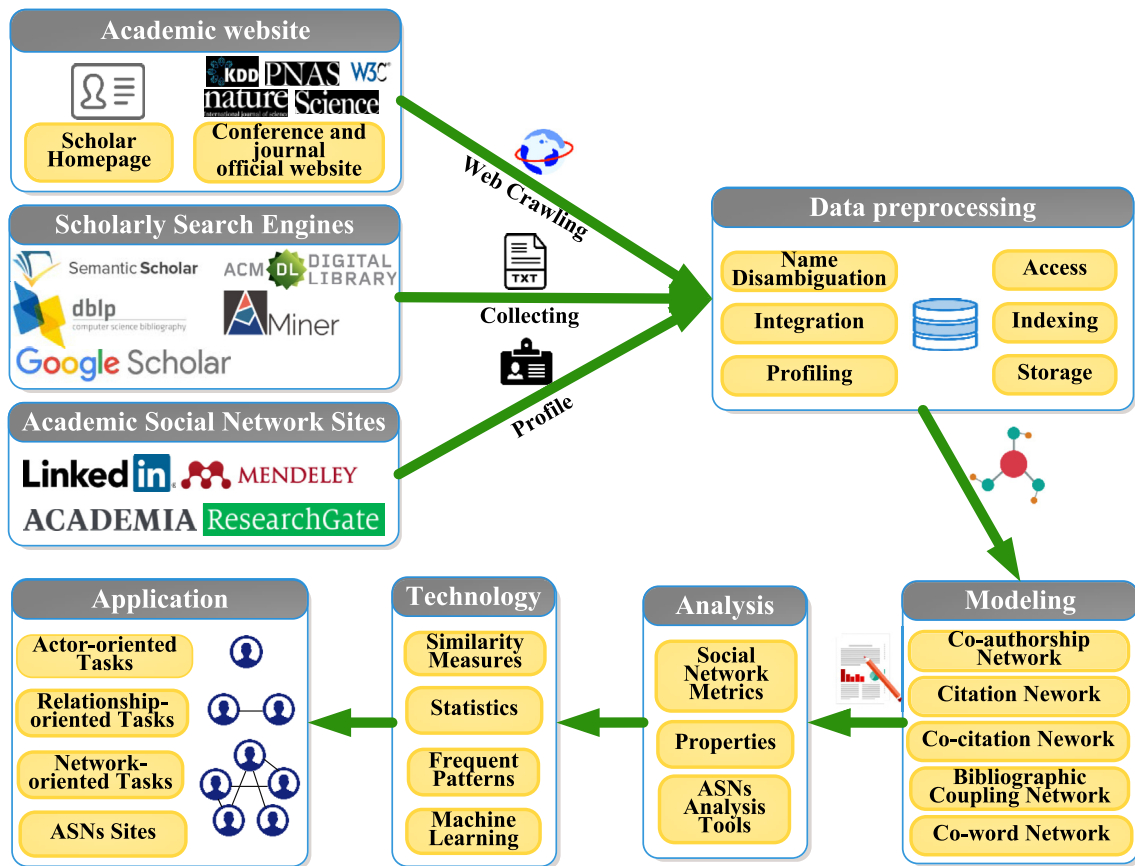 Academic website
KDD PNAS W3C®
nature Science
International journal of science
Scholar
Homepage
Conference and
journal
official website
Web Crawling
Scholarly Search Engines
Semantic Scholar
ACM DL DIGITAL
LIBRARY
dblp
computer science bibliography
AMiner
Google Scholar
TXT
Collecting
Academic Social Network Sites
LinkedIn
MENDELEY
ACADEMIA
ResearchGate
Profile
Data preprocessing
Name
Disambiguation
Integration
Profiling
Access
Indexing
Storage
Modeling
Co-authorship
Network
Citation Nework
Co-citation Nework
Bibliographic
Coupling Network
Co-word Network
Analysis
Social
Network
Metrics
Properties
ASNs
Analysis
Tools
Technology
Similarity
Measures
Statistics
Frequent
Patterns
Machine
Learning
Application
Actor-oriented
Tasks
Relationship-
oriented Tasks
Network-
oriented Tasks
ASNs Sites